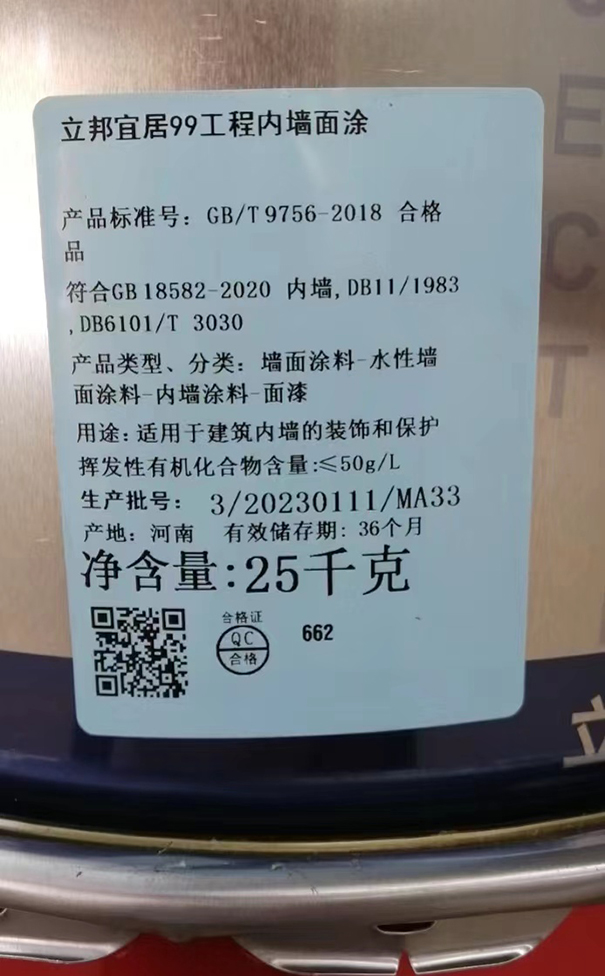 立邦宜居99工程内墙面涂
产品标准号：GB/T 9756-2018 合格
品
符合GB 18582-2020 内墙,DB11/1983
,DB6101/T 3030
产品类型、分类：墙面涂料-水性墙
面涂料-内墙涂料-面漆
用途：适用于建筑内墙的装饰和保护
挥发性有机化合物含量:≤50g/L
生产批号： 3/20230111/MA33
产地：河南 有效储存期: 36个月
净含量:25千克
合格证
QC
合格
662
E
C
T
立